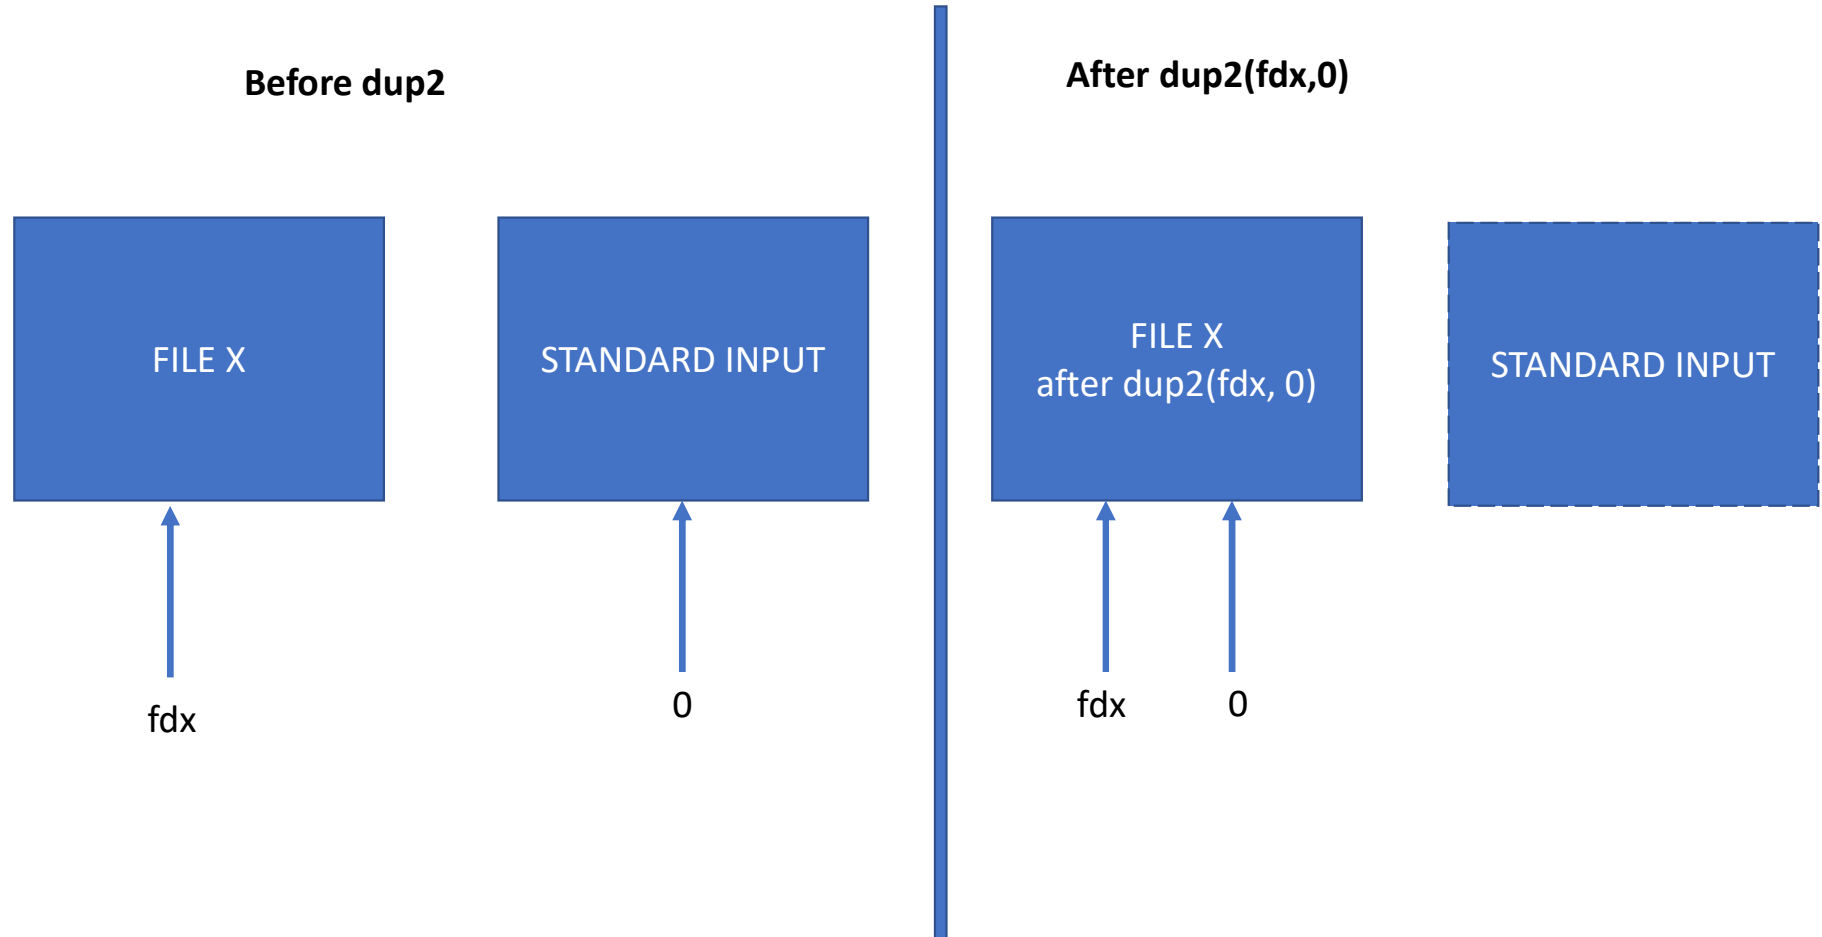 Before dup2
FILE X
STANDARD INPUT
fdx
0
After dup2(fdx,0)
FILE X
after dup2(fdx, 0)
STANDARD INPUT
fdx
0